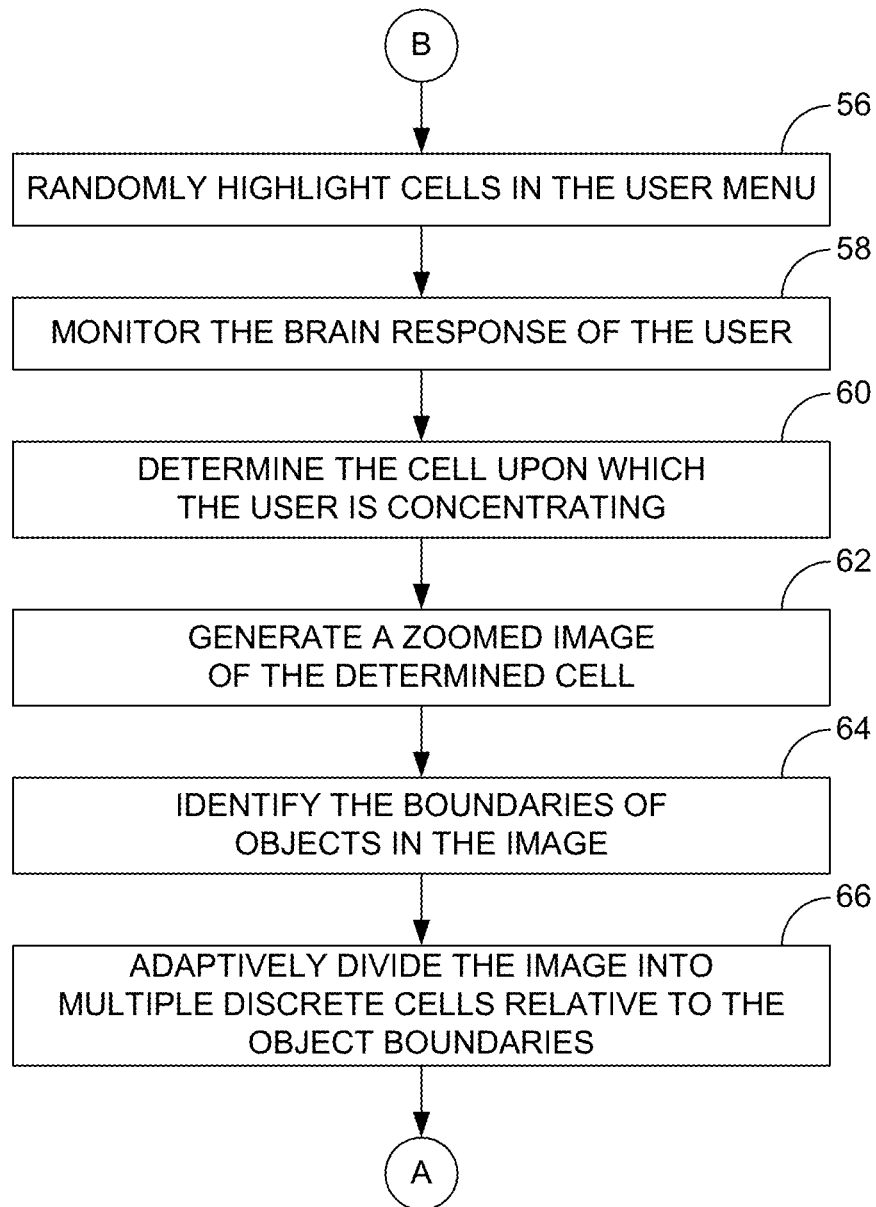 B
56
RANDOMLY HIGHLIGHT CELLS IN THE USER MENU
58
MONITOR THE BRAIN RESPONSE OF THE USER
60
DETERMINE THE CELL UPON WHICH
THE USER IS CONCENTRATING
62
GENERATE A ZOOMED IMAGE
OF THE DETERMINED CELL
64
IDENTIFY THE BOUNDARIES OF
OBJECTS IN THE IMAGE
66
ADAPTIVELY DIVIDE THE IMAGE INTO
MULTIPLE DISCRETE CELLS RELATIVE TO THE
OBJECT BOUNDARIES
A